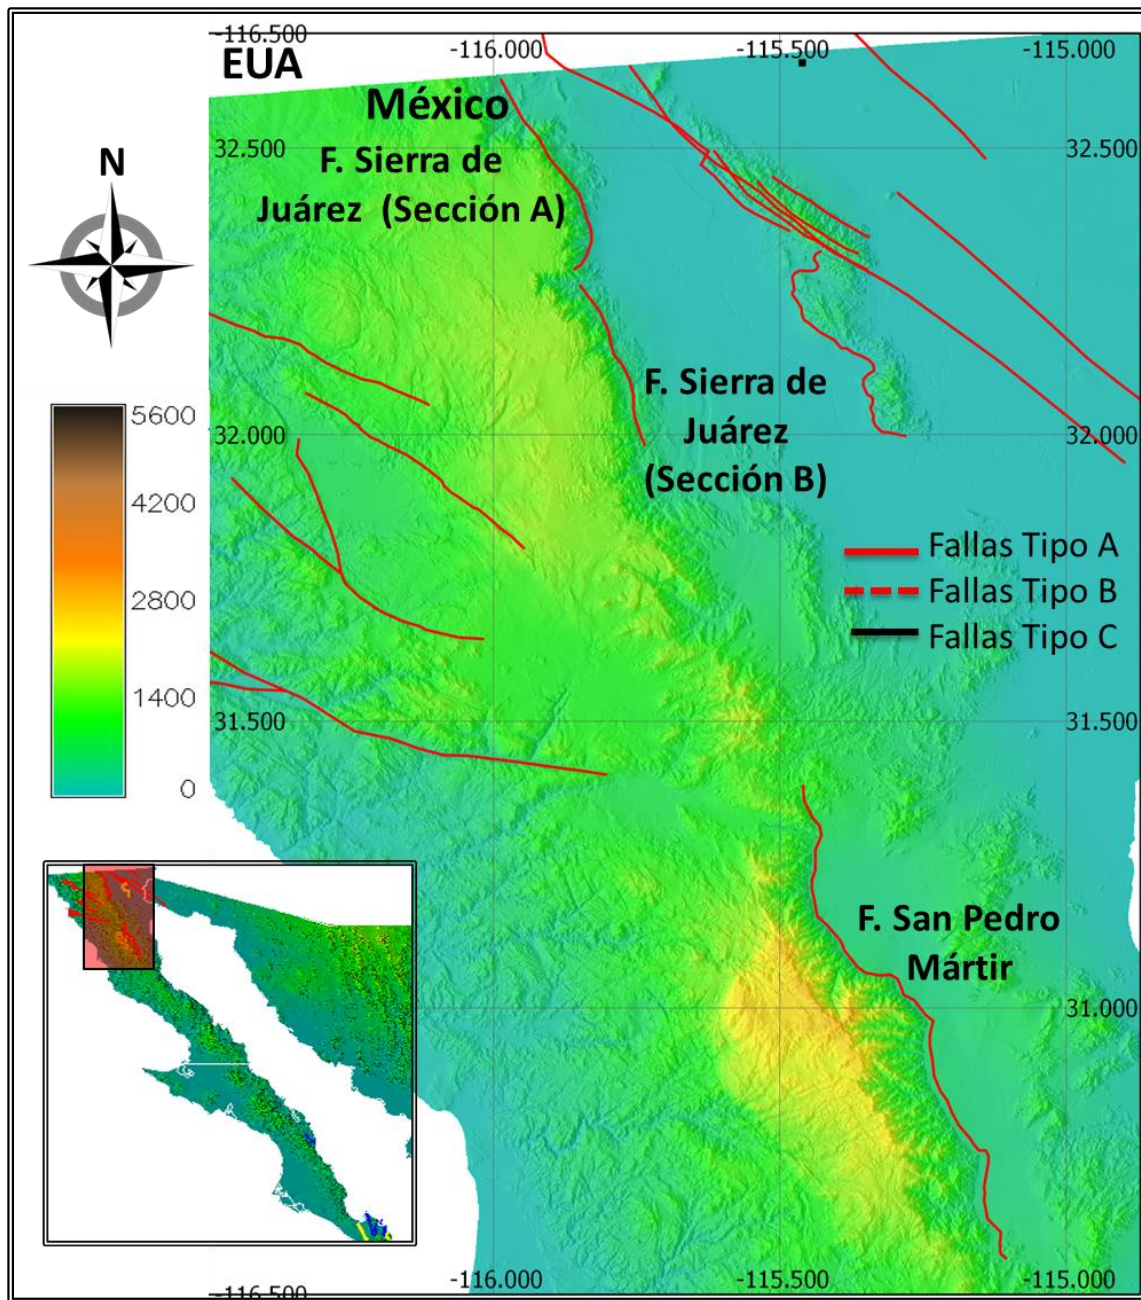 -116.500
-116.000
-115.500
-115.000
EUA
México
32.500
32.500
F. Sierra de
Juárez (Sección A)
N
F. Sierra de
Juárez
(Sección B)
32.000
32.000
5600
4200
2800
1400
0
Fallas Tipo A
Fallas Tipo B
Fallas Tipo C
31.500
31.500
F. San Pedro
Mártir
31.000
-116.500
-116.000
-115.500
-115.000